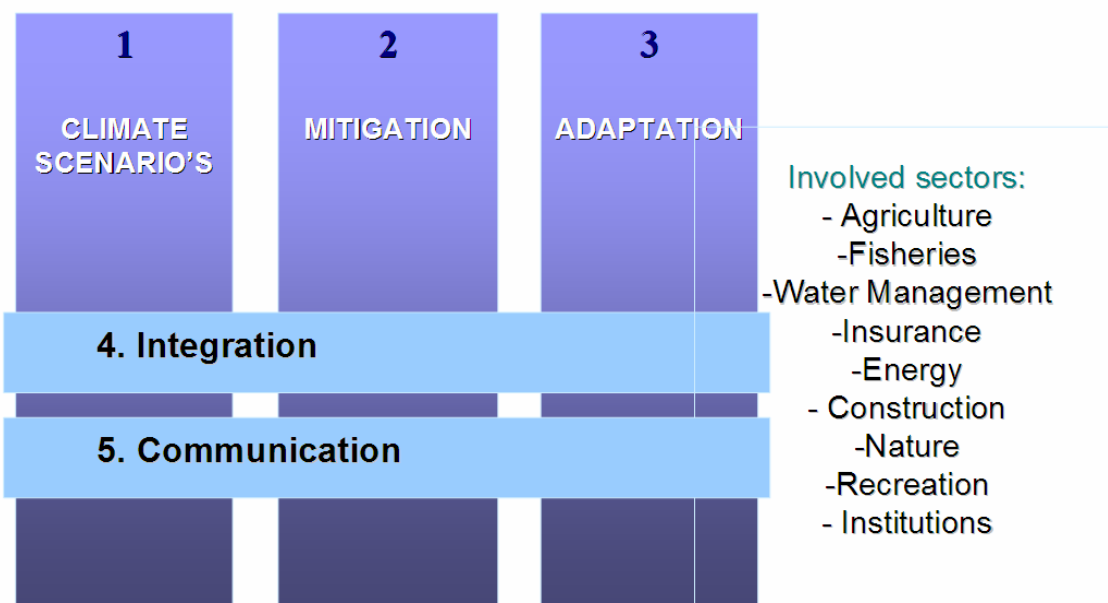 1
CLIMATE
SCENARIO’S
2
MITIGATION
3
ADAPTATION
4. Integration
5. Communication
Involved sectors:
- Agriculture
-Fisheries
-Water Management
-Insurance
-Energy
- Construction
-Nature
-Recreation
- Institutions